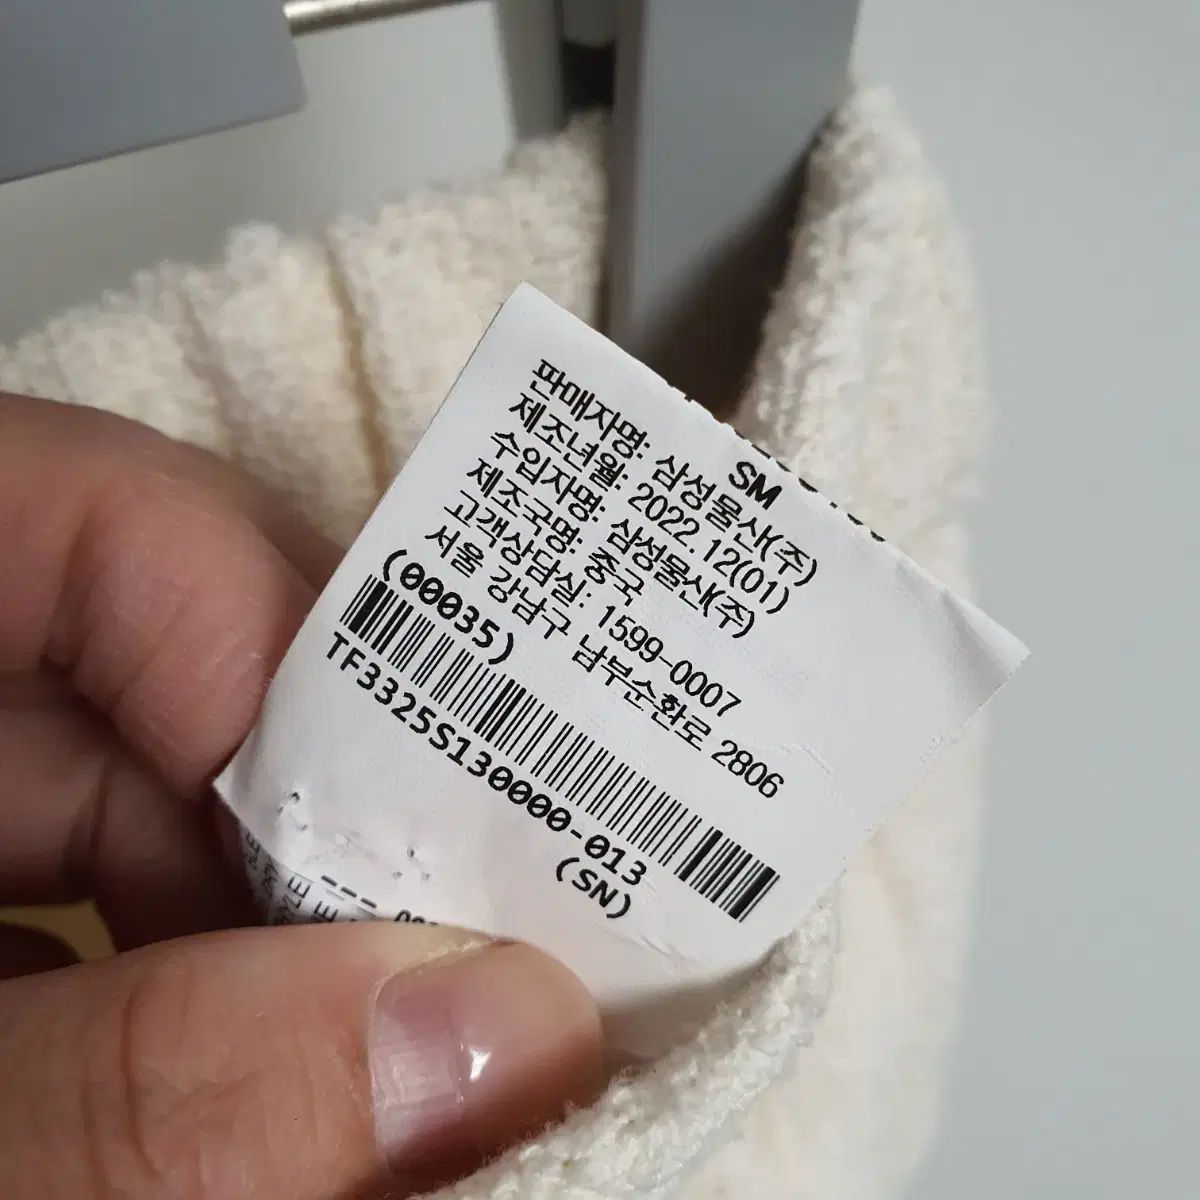 SM
판매자명: 삼성물산(주)
제조년월: 2022.12(01)
수입자명: 삼성물산(주)
제조국명: 중국
고객상담실: 1599-0007
서울 강남구 남부순환로 2806
(00035)
TF3325S130000-013
(SN)